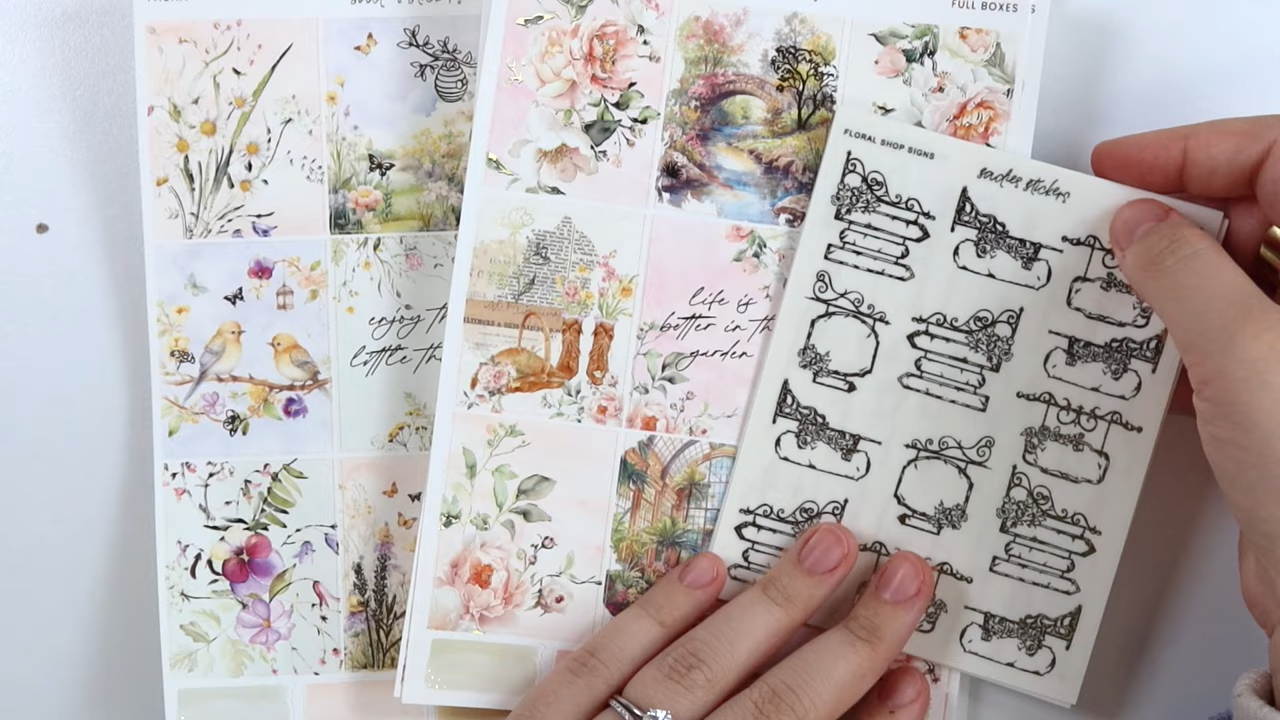 FULL BOXES
FLORAL SHOP SIGNS
sadies stickers
enjoy th
little th
life is
better in th
garden